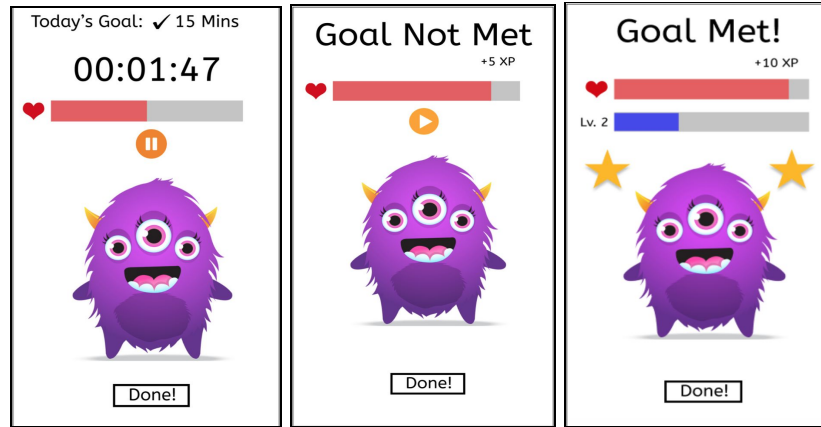 Today's Goal: ✓ 15 Mins
00:01:47
Done!
Goal Not Met
+5 XP
Done!
Goal Met!
+10 XP
Lv. 2
Done!